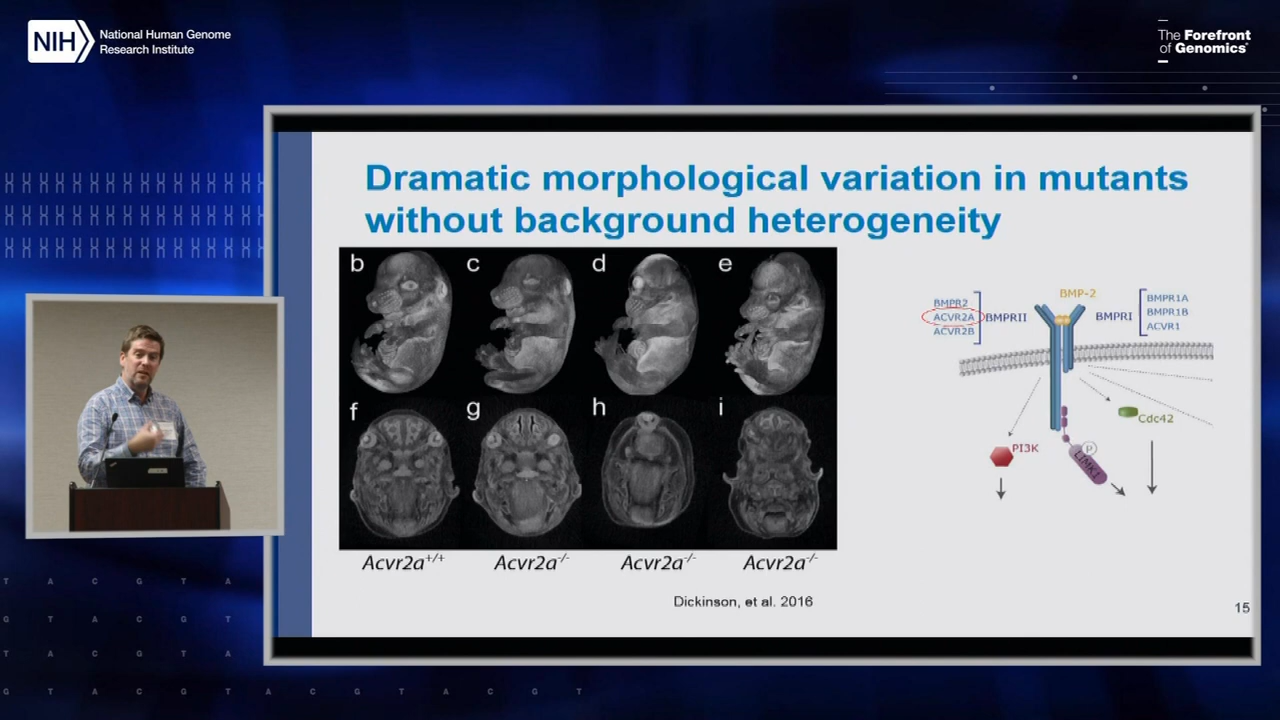 NIH
National Human Genome
Research Institute
The Forefront
of Genomics®
Dramatic morphological variation in mutants
without background heterogeneity
b c d e
f g h i
Acvr2a+/+ Acvr2a-/- Acvr2a-/- Acvr2a-/-
Dickinson, et al. 2016
BMPR2
ACVR2A
ACVR2B
BMPRII
BMP-2
BMPRI
BMPR1A
BMPR1B
ACVR1
Cdc42
PI3K
P
LIMK1
15
T A C G T A
G T A C G T
T A C G T A
G T A C G T A C G T A C G T